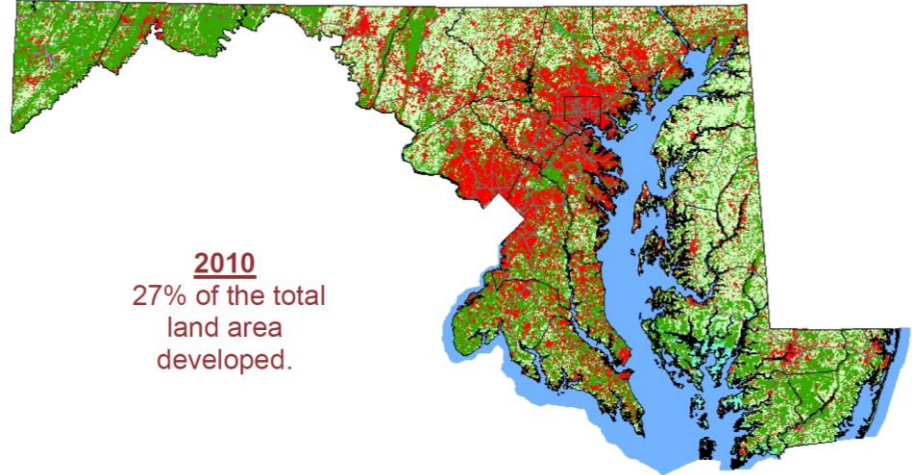 2010
27% of the total
land area
developed.